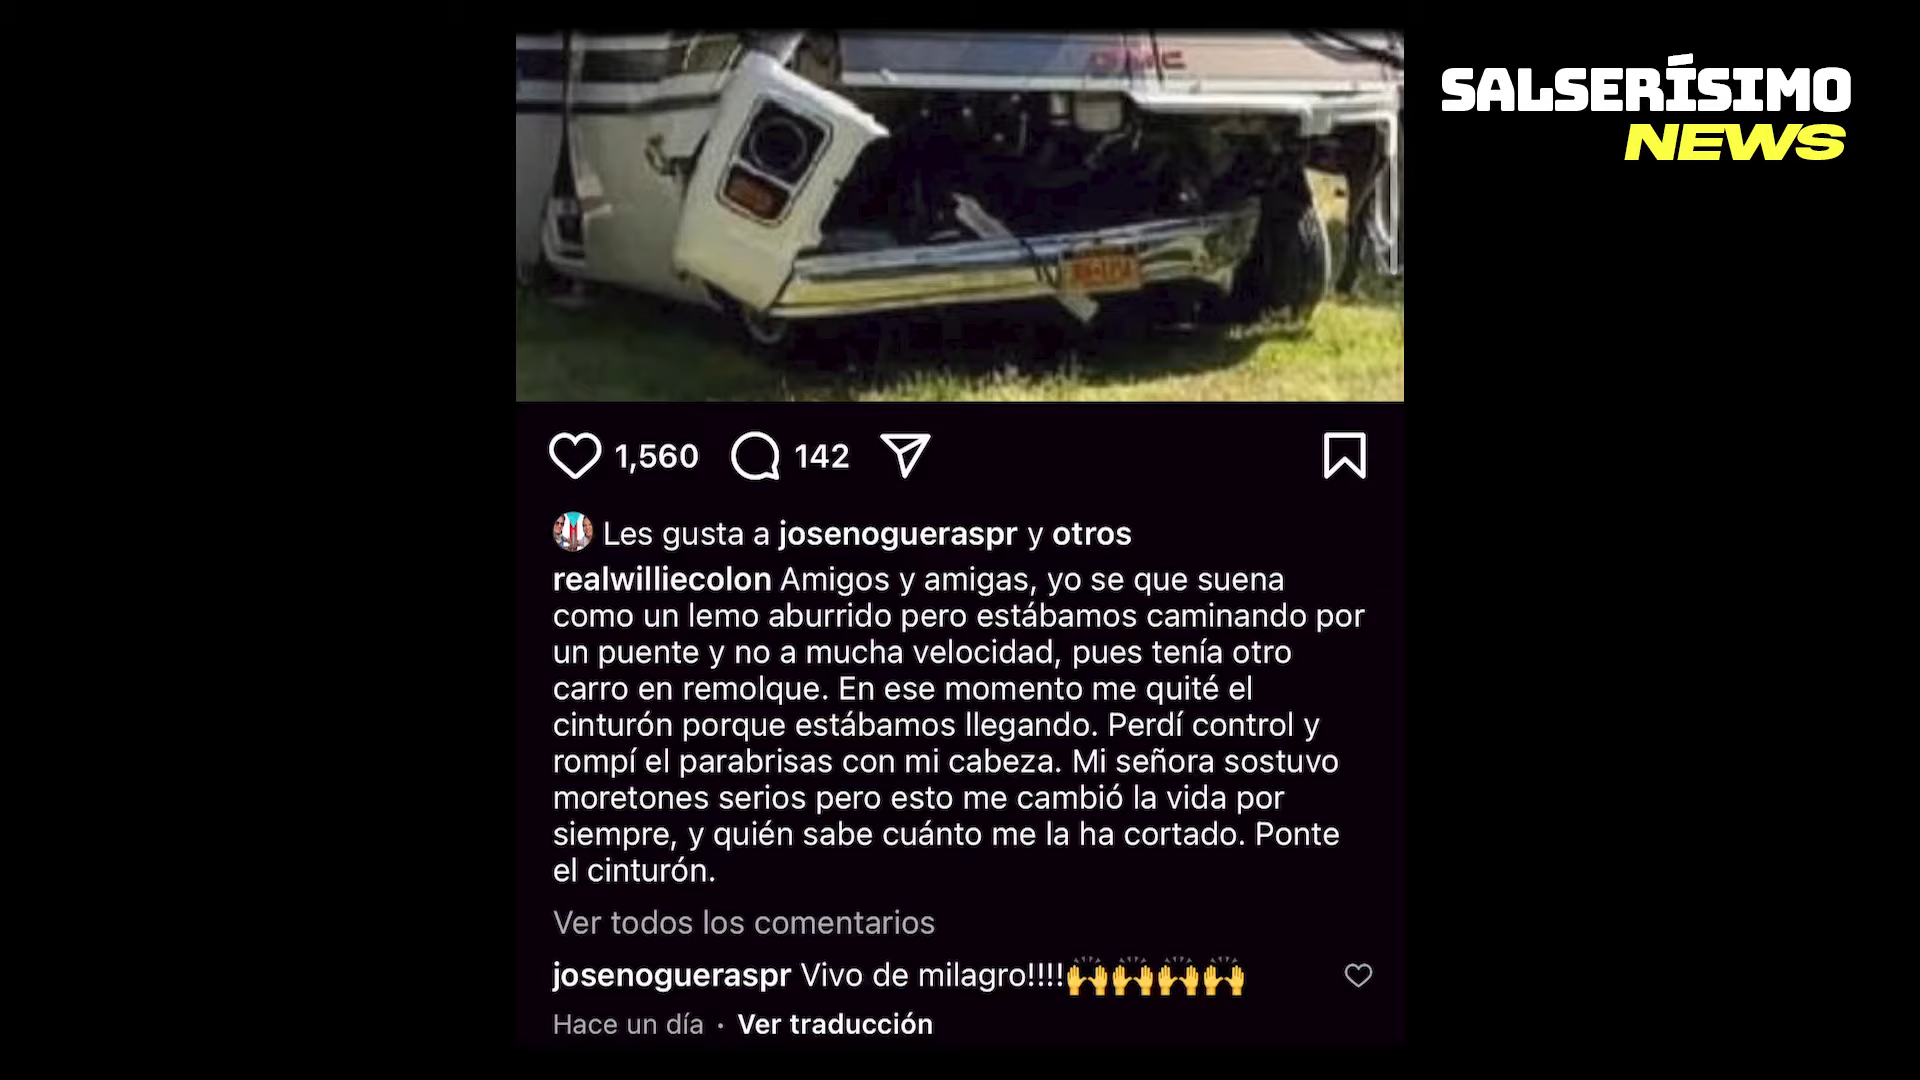 GMC
SALSERÍSIMO
NEWS
1,560 142
Les gusta a josenogueraspr y otros
realwilliecolon Amigos y amigas, yo se que suena
como un lemo aburrido pero estábamos caminando por
un puente y no a mucha velocidad, pues tenía otro
carro en remolque. En ese momento me quité el
cinturón porque estábamos llegando. Perdí control y
rompí el parabrisas con mi cabeza. Mi señora sostuvo
moretones serios pero esto me cambió la vida por
siempre, y quién sabe cuánto me la ha cortado. Ponte
el cinturón.
Ver todos los comentarios
josenogueraspr Vivo de milagro!!!!🙌🙌🙌🙌
Hace un día · Ver traducción